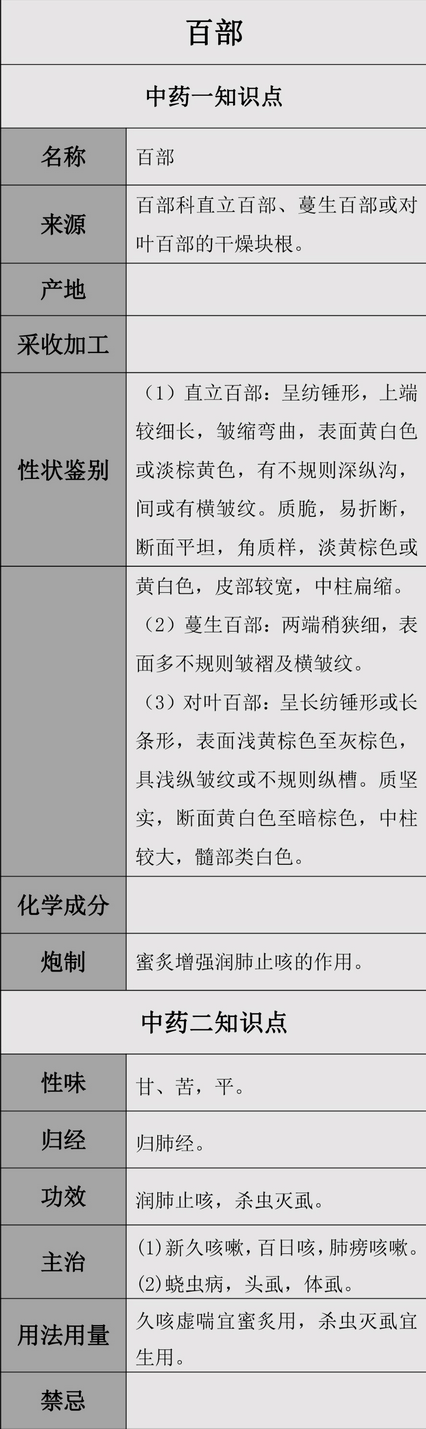 百部
中药一知识点
名称
百部
来源
百部科直立百部、蔓生百部或对
叶百部的干燥块根。
产地
采收加工
性状鉴别
（1）直立百部：呈纺锤形，上端
较细长，皱缩弯曲，表面黄白色
或淡棕黄色，有不规则深纵沟，
间或有横皱纹。质脆，易折断，
断面平坦，角质样，淡黄棕色或
黄白色，皮部较宽，中柱扁缩。
（2）蔓生百部：两端稍狭细，表
面多不规则皱褶及横皱纹。
（3）对叶百部：呈长纺锤形或长
条形，表面浅黄棕色至灰棕色，
具浅纵皱纹或不规则纵槽。质坚
实，断面黄白色至暗棕色，中柱
较大，髓部类白色。
化学成分
炮制
蜜炙增强润肺止咳的作用。
中药二知识点
性味
甘、苦，平。
归经
归肺经。
功效
润肺止咳，杀虫灭虱。
主治
(1)新久咳嗽，百日咳，肺痨咳嗽。
(2)蛲虫病，头虱，体虱。
用法用量
久咳虚喘宜蜜炙用，杀虫灭虱宜
生用。
禁忌